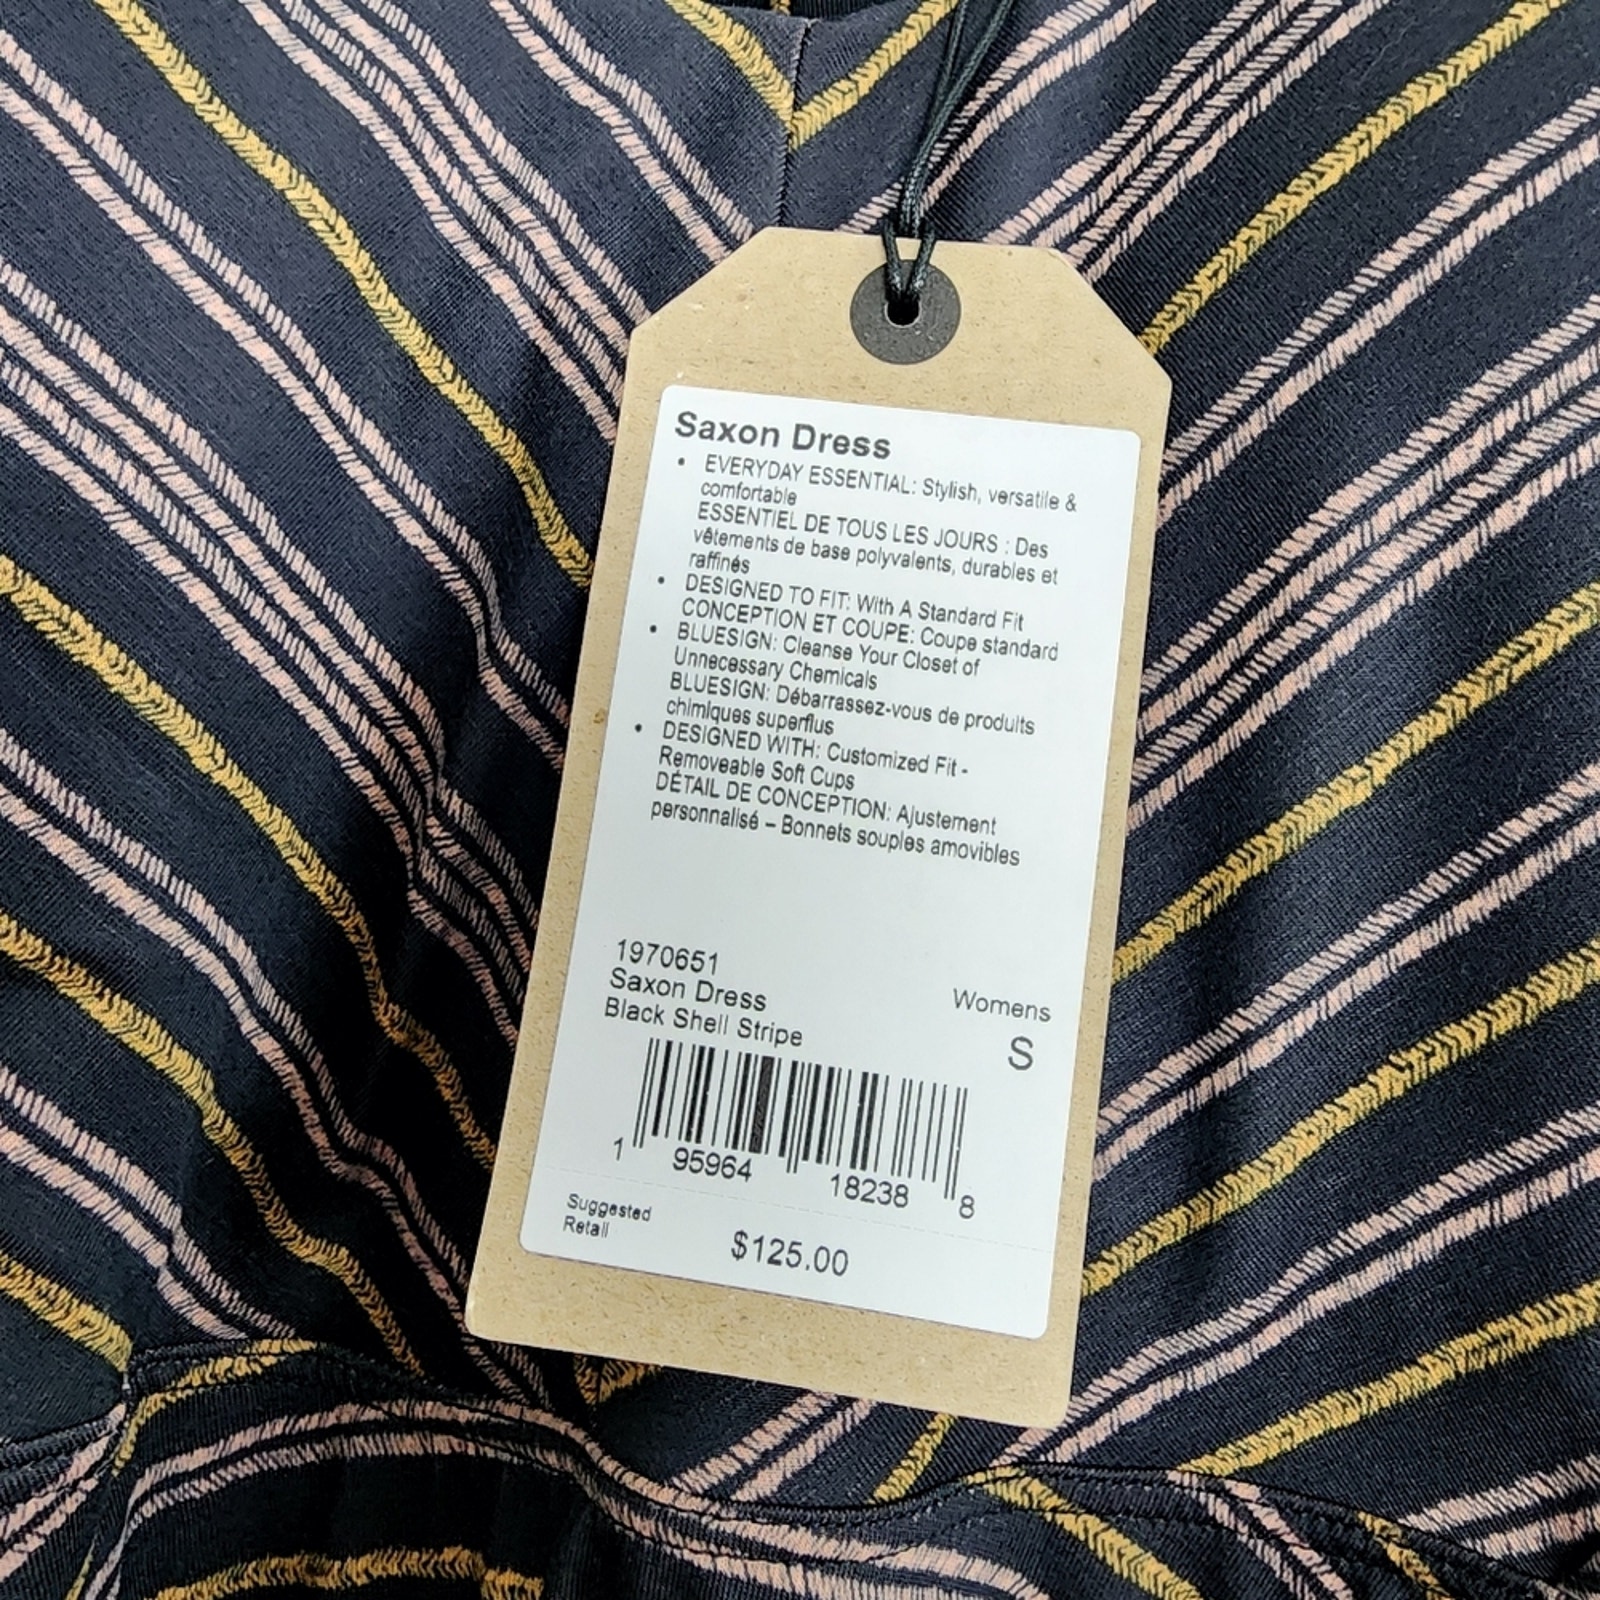 Saxon Dress
• EVERYDAY ESSENTIAL: Stylish, versatile &
comfortable
ESSENTIEL DE TOUS LES JOURS : Des
vêtements de base polyvalents, durables et
raffinés
• DESIGNED TO FIT: With A Standard Fit
CONCEPTION ET COUPE: Coupe standard
• BLUESIGN: Cleanse Your Closet of
Unnecessary Chemicals
BLUESIGN: Débarrassez-vous de produits
chimiques superflus
• DESIGNED WITH: Customized Fit -
Removeable Soft Cups
DÉTAIL DE CONCEPTION: Ajustement
personnalisé – Bonnets souples amovibles
1970651
Saxon Dress Womens
Black Shell Stripe S
1 95964 18238 8
Suggested
Retail $125.00